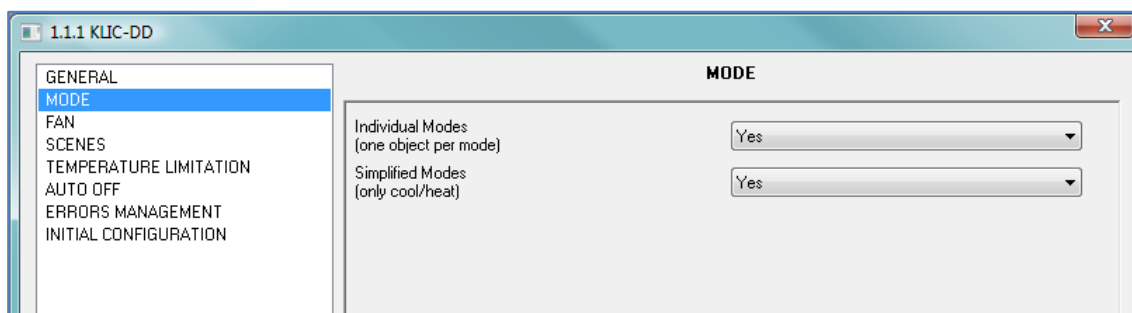 1.1.1 KLIC-DD
GENERAL
MODE
FAN
SCENES
TEMPERATURE LIMITATION
AUTO OFF
ERRORS MANAGEMENT
INITIAL CONFIGURATION
MODE
Individual Modes
(one object per mode)
Yes
Simplified Modes
(only cool/heat)
Yes